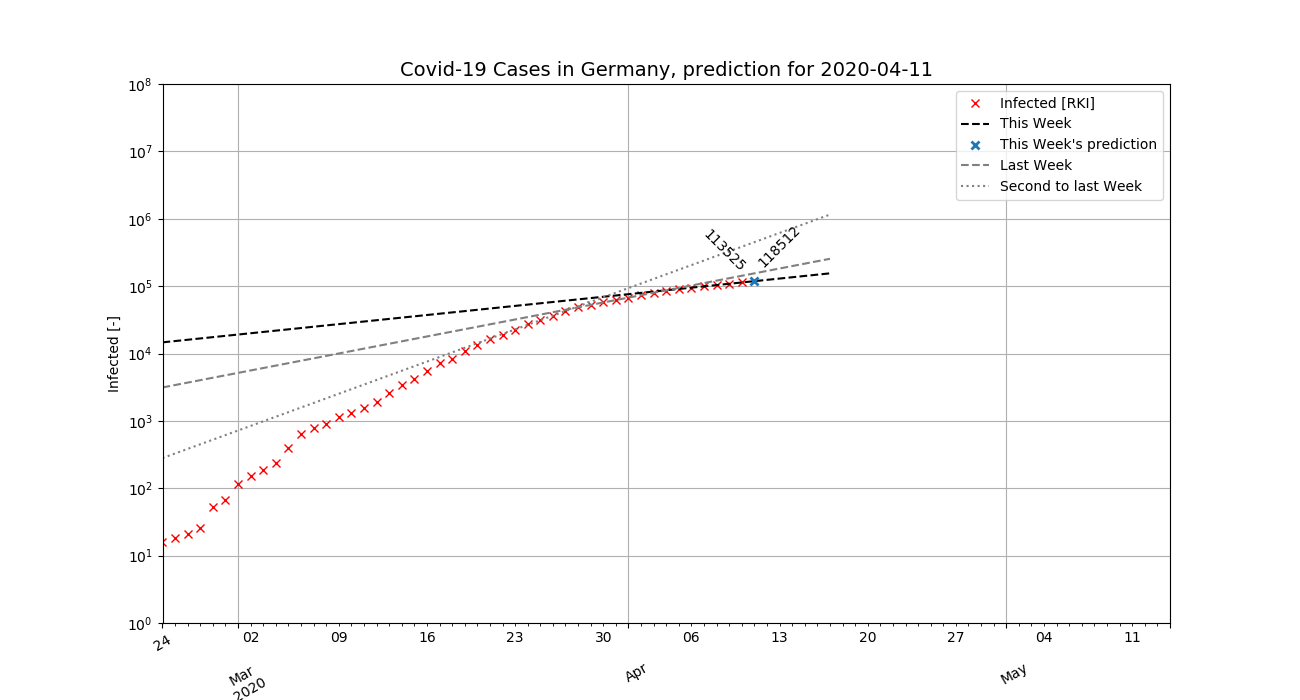 Covid-19 Cases in Germany, prediction for 2020-04-11
10^8
10^7
10^6
10^5
10^4
10^3
10^2
10^1
10^0
Infected [-]
Infected [RKI]
This Week
This Week's prediction
Last Week
Second to last Week
113525
118512
24
02
09
16
23
30
06
13
20
27
04
11
Mar
2020
Apr
May